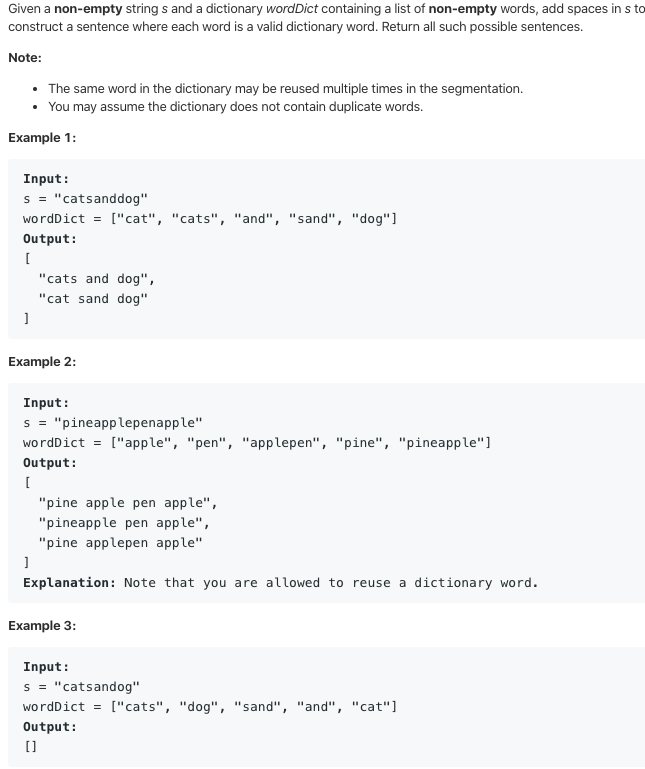 Given a non-empty string s and a dictionary wordDict containing a list of non-empty words, add spaces in s to
construct a sentence where each word is a valid dictionary word. Return all such possible sentences.
Note:
• The same word in the dictionary may be reused multiple times in the segmentation.
• You may assume the dictionary does not contain duplicate words.
Example 1:
Input:
s = "catsanddog"
wordDict = ["cat", "cats", "and", "sand", "dog"]
Output:
[
  "cats and dog",
  "cat sand dog"
]
Example 2:
Input:
s = "pineapplepenapple"
wordDict = ["apple", "pen", "applepen", "pine", "pineapple"]
Output:
[
  "pine apple pen apple",
  "pineapple pen apple",
  "pine applepen apple"
]
Explanation: Note that you are allowed to reuse a dictionary word.
Example 3:
Input:
s = "catsandog"
wordDict = ["cats", "dog", "sand", "and", "cat"]
Output:
[]